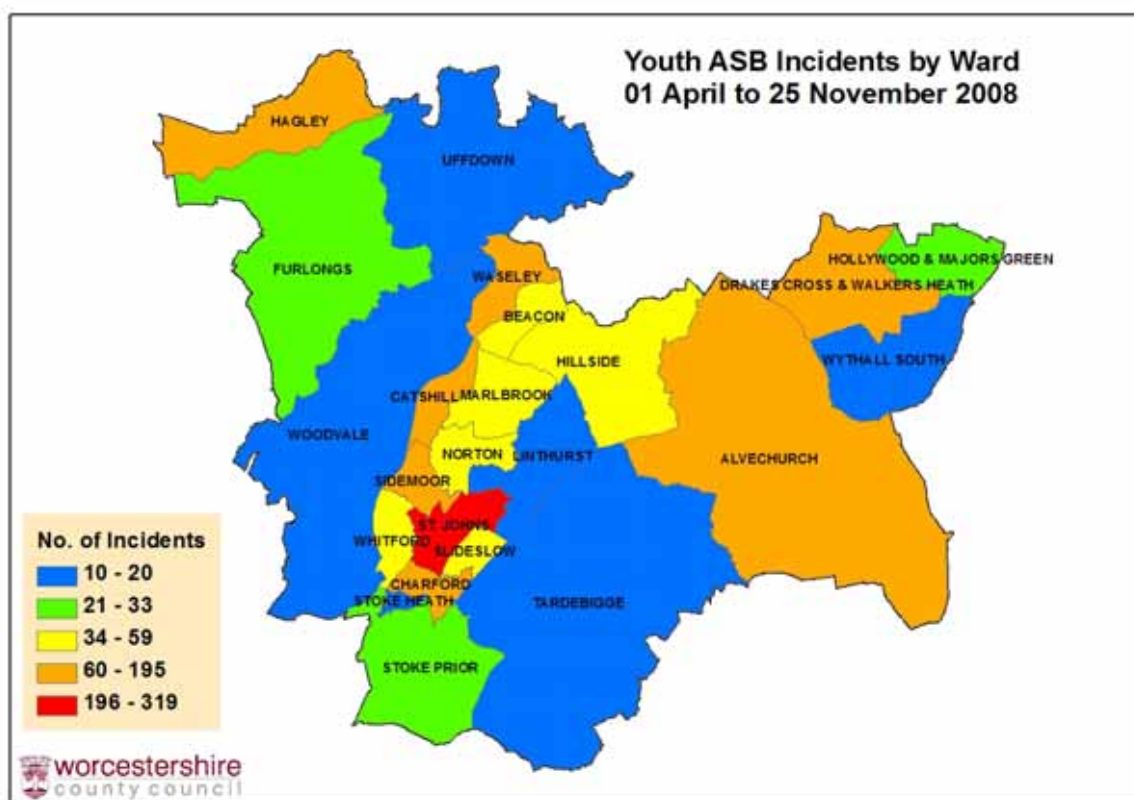 Youth ASB Incidents by Ward
01 April to 25 November 2008
HAGLEY
UFFDOWN
FURLONGS
WASELEY
HOLLYWOOD & MAJORS GREEN
DRAKES CROSS & WALKERS HEATH
BEACON
HILLSIDE
WYTHALL SOUTH
CATSHILL
MARLBROOK
WOODVALE
NORTON
LINTHURST
ALVECHURCH
SIDEMOOR
ST. JOHNS
WHITFORD
SLIDESLOW
CHARFORD
STOKE HEATH
TARDEBIGGE
STOKE PRIOR
No. of Incidents
10 - 20
21 - 33
34 - 59
60 - 195
196 - 319
worcestershire
county council